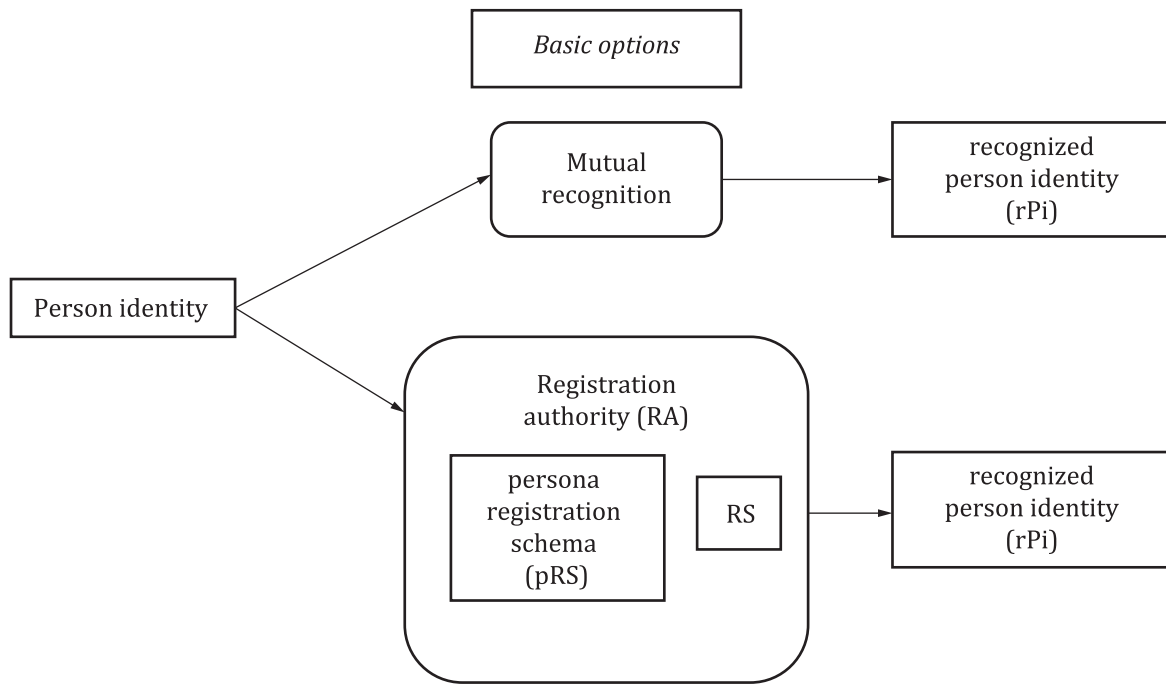 Basic options
Mutual
recognition
recognized
person identity
(rPi)
Person identity
Registration
authority (RA)
persona
registration
schema
(pRS)
RS
recognized
person identity
(rPi)